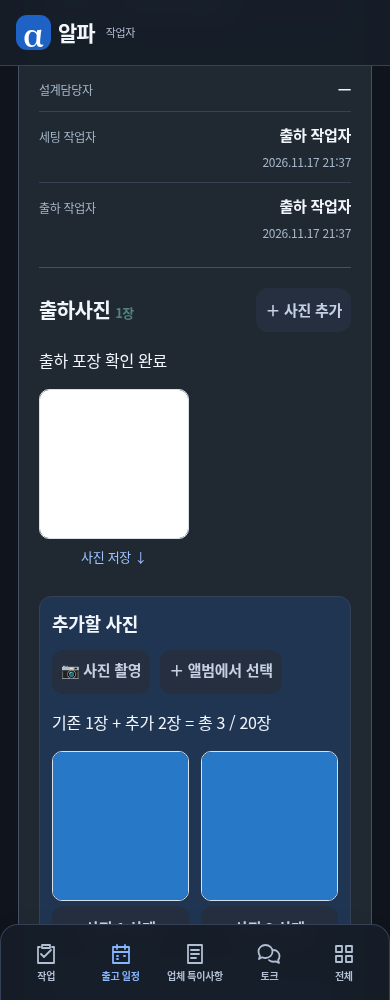 α 알파 작업자
설계담당자 —
세팅 작업자 출하 작업자
2026.11.17 21:37
출하 작업자 출하 작업자
2026.11.17 21:37
출하사진 1장 + 사진 추가
출하 포장 확인 완료
사진 저장 ↓
추가할 사진
📷 사진 촬영 + 앨범에서 선택
기존 1장 + 추가 2장 = 총 3 / 20장
작업 출고 일정 업체 특이사항 토크 전체